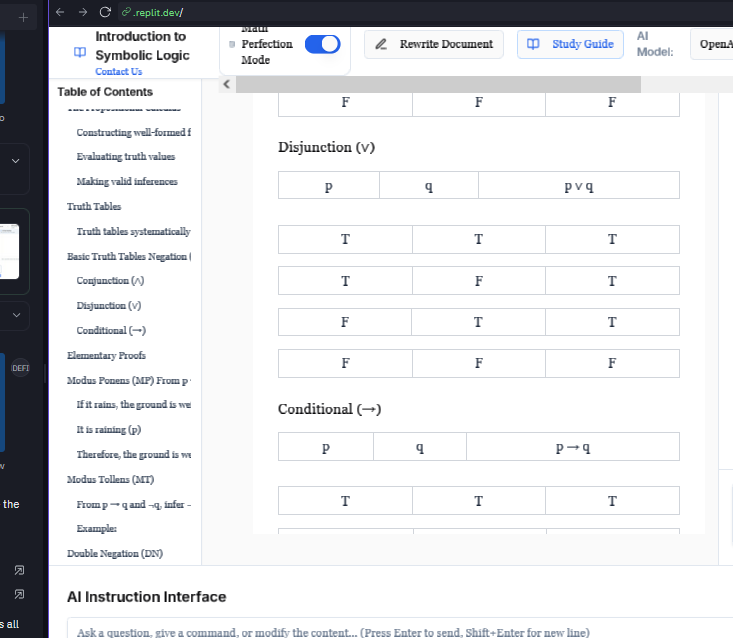 .replit.dev/
Introduction to
Symbolic Logic
Contact Us
Math
Perfection
Mode
Rewrite Document
Study Guide
AI
Model:
OpenA
Table of Contents
Constructing well-formed f
Evaluating truth values
Making valid inferences
Truth Tables
Truth tables systematically
Basic Truth Tables Negation (
Conjunction (∧)
Disjunction (∨)
Conditional (→)
Elementary Proofs
Modus Ponens (MP) From p
If it rains, the ground is we
It is raining (p)
Therefore, the ground is we
Modus Tollens (MT)
From p → q and ¬q, infer ¬
Example:
Double Negation (DN)
F F F
Disjunction (∨)
p q p ∨ q
T T T
T F T
F T T
F F F
Conditional (→)
p q p → q
T T T
AI Instruction Interface
Ask a question, give a command, or modify the content... (Press Enter to send, Shift+Enter for new line)
DEFI
the
s all